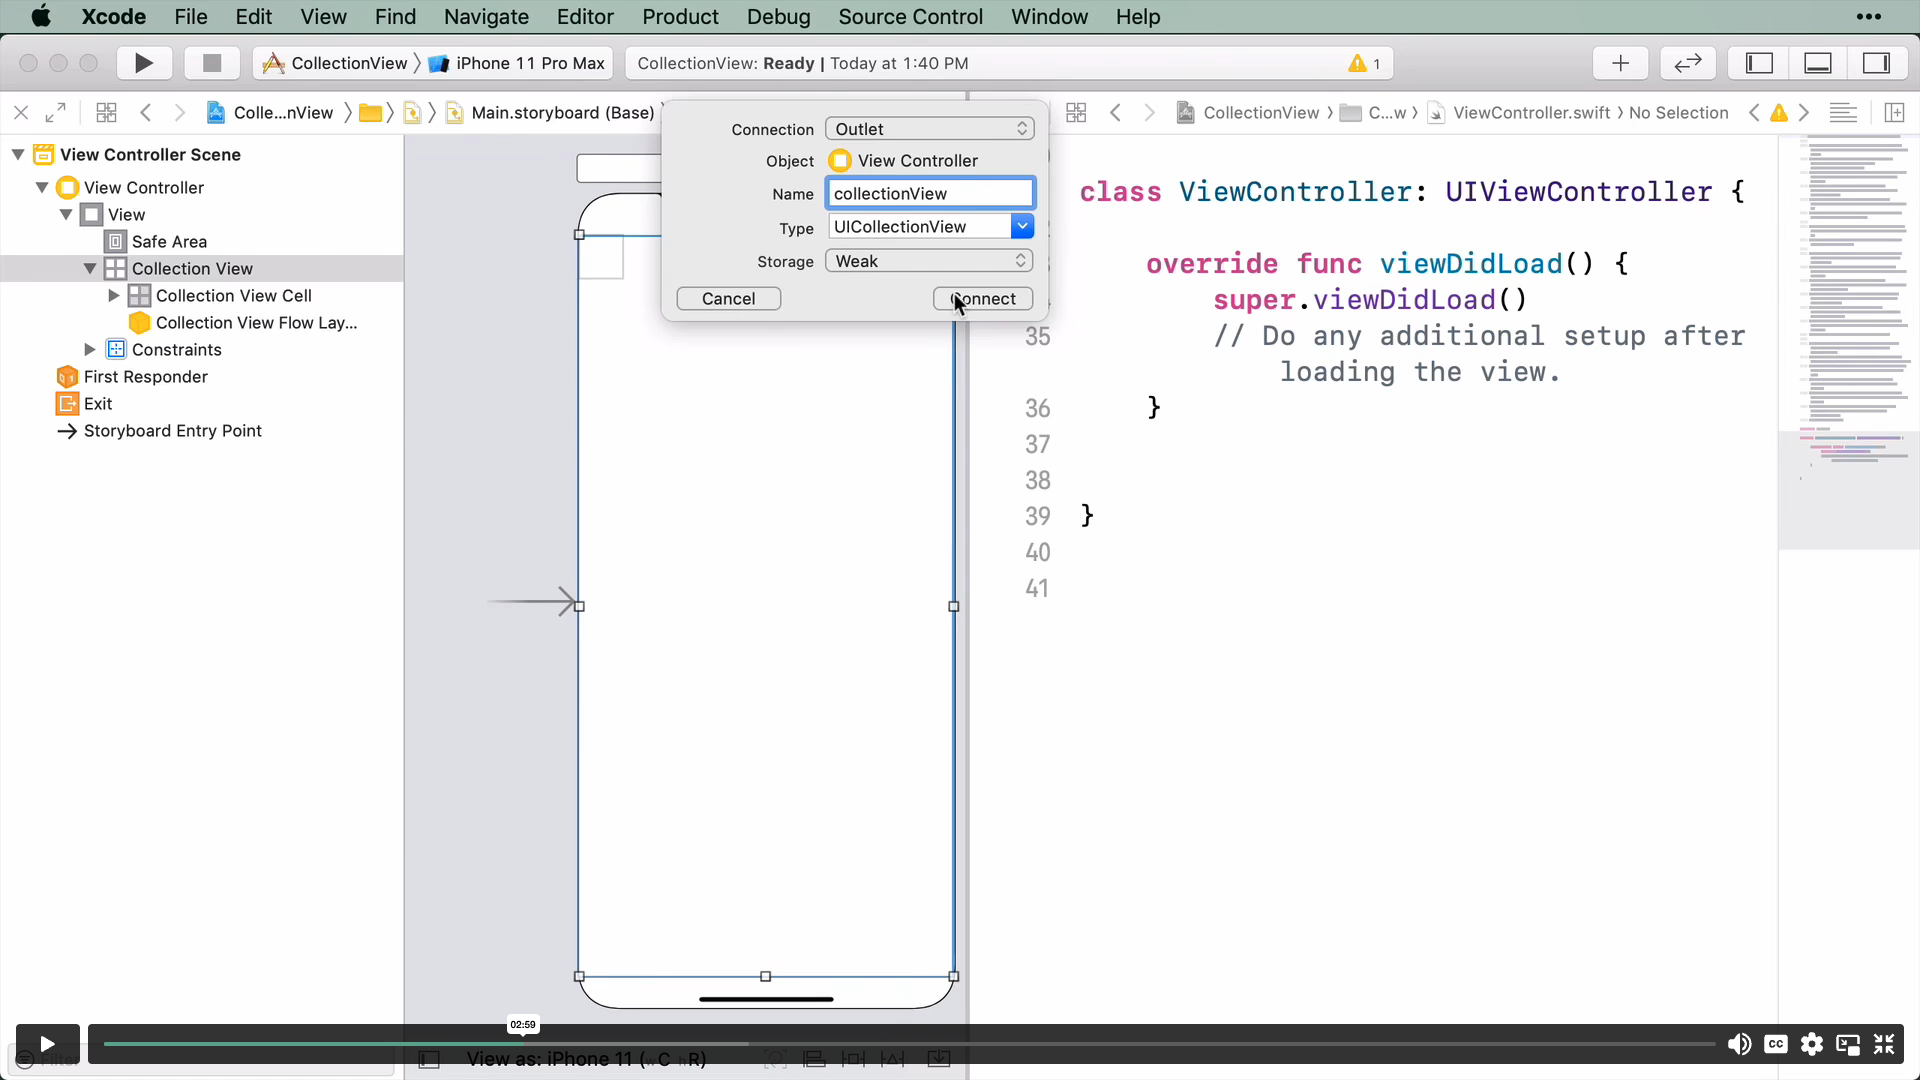 Xcode File Edit View Find Navigate Editor Product Debug Source Control Window Help
CollectionView iPhone 11 Pro Max
CollectionView: Ready | Today at 1:40 PM
1
Colle...nView
Main.storyboard (Base)
CollectionView C...w ViewController.swift No Selection
View Controller Scene
View Controller
View
Safe Area
Collection View
Collection View Cell
Collection View Flow Lay...
Constraints
First Responder
Exit
Storyboard Entry Point
Connection Outlet
Object View Controller
Name collectionView
Type UICollectionView
Storage Weak
Cancel
class ViewController: UIViewController {
override func viewDidLoad() {
super.viewDidLoad()
35 // Do any additional setup after
loading the view.
36 }
37
38
39 }
40
41
02:59
Filter
View as: iPhone 11 (wC hR)
CC